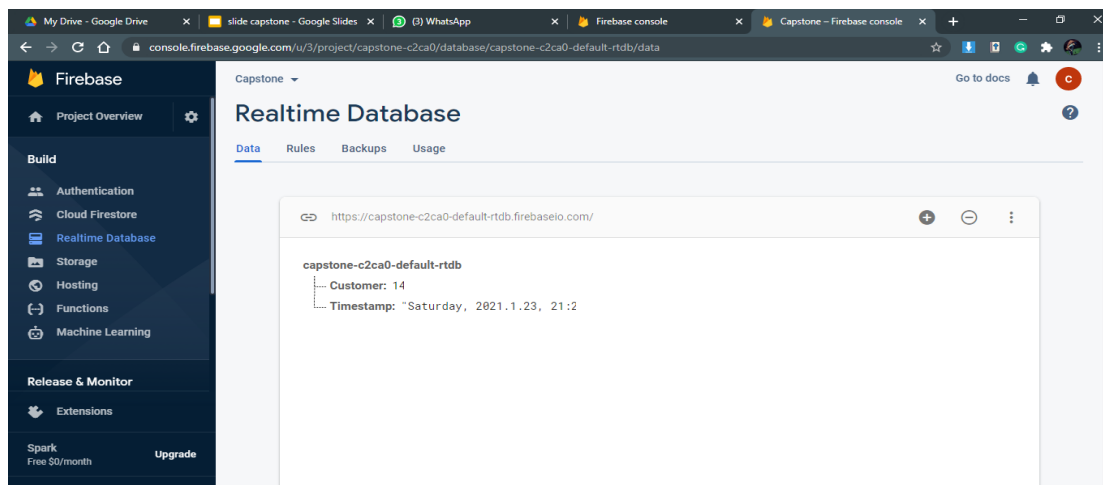 My Drive - Google Drive
slide capstone - Google Slides
(3) WhatsApp
Firebase console
Capstone – Firebase console
console.firebase.google.com/u/3/project/capstone-c2ca0/database/capstone-c2ca0-default-rtdb/data
Firebase
Capstone
Go to docs
C
Project Overview
Realtime Database
Data Rules Backups Usage
Build
Authentication
Cloud Firestore
Realtime Database
Storage
Hosting
Functions
Machine Learning
https://capstone-c2ca0-default-rtdb.firebaseio.com/
capstone-c2ca0-default-rtdb
Customer: 14
Timestamp: "Saturday, 2021.1.23, 21:2
Release & Monitor
Extensions
Spark
Free $0/month
Upgrade